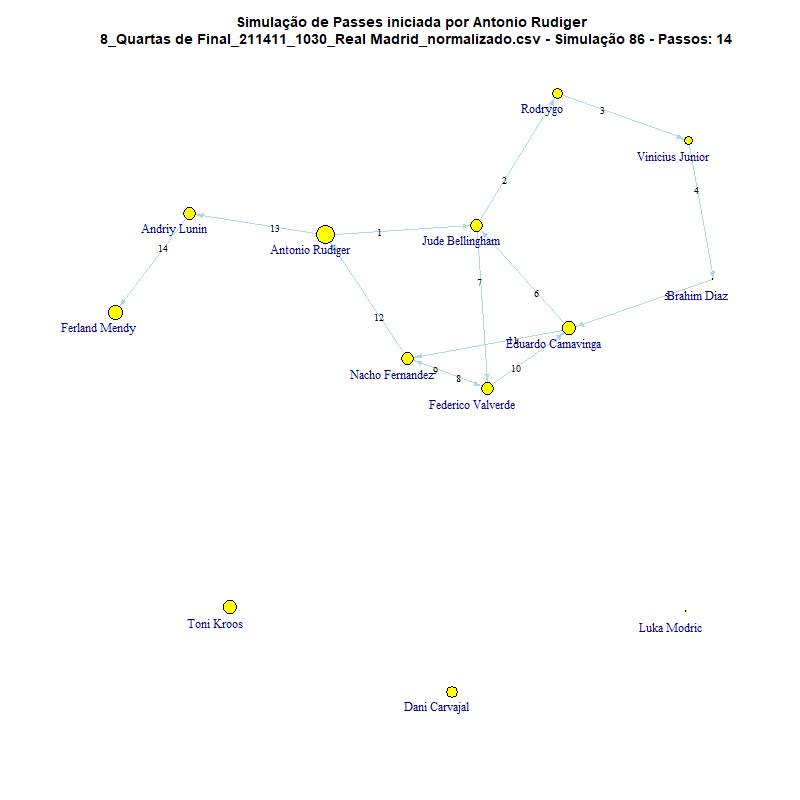 Simulação de Passes iniciada por Antonio Rudiger
8_Quartas de Final_211411_1030_Real Madrid_normalizado.csv - Simulação 86 - Passos: 14
Rodrygo
3
Vinicius Junior
2
4
Andriy Lunin
13
1
Jude Bellingham
14
Antonio Rudiger
7
6
5
Brahim Diaz
Ferland Mendy
12
11
Eduardo Camavinga
Nacho Fernandez
9
8
10
Federico Valverde
Toni Kroos
Luka Modric
Dani Carvajal